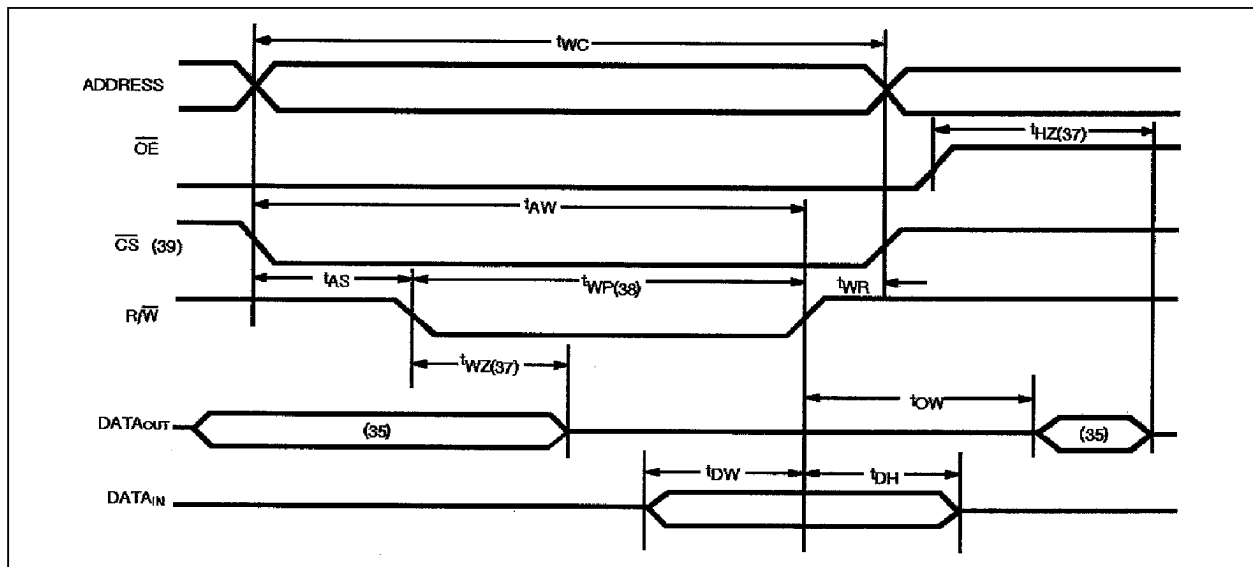 tWC
ADDRESS
tHZ(37)
OE
tAW
CS (39)
tAS
tWP(38)
tWR
R/W
tWZ(37)
tOW
DATAOUT
(35)
(35)
tDW
tDH
DATAIN